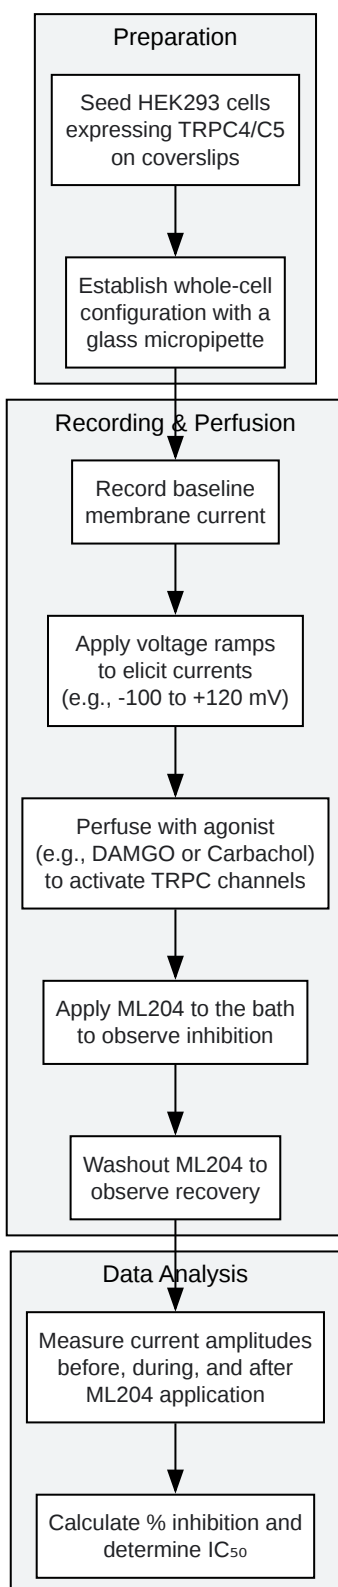 Preparation
Seed HEK293 cells
expressing TRPC4/C5
on coverslips
Establish whole-cell
configuration with a
glass micropipette
Recording & Perfusion
Record baseline
membrane current
Apply voltage ramps
to elicit currents
(e.g., -100 to +120 mV)
Perfuse with agonist
(e.g., DAMGO or Carbachol)
to activate TRPC channels
Apply ML204 to the bath
to observe inhibition
Washout ML204 to
observe recovery
Data Analysis
Measure current amplitudes
before, during, and after
ML204 application
Calculate % inhibition and
determine IC₅₀